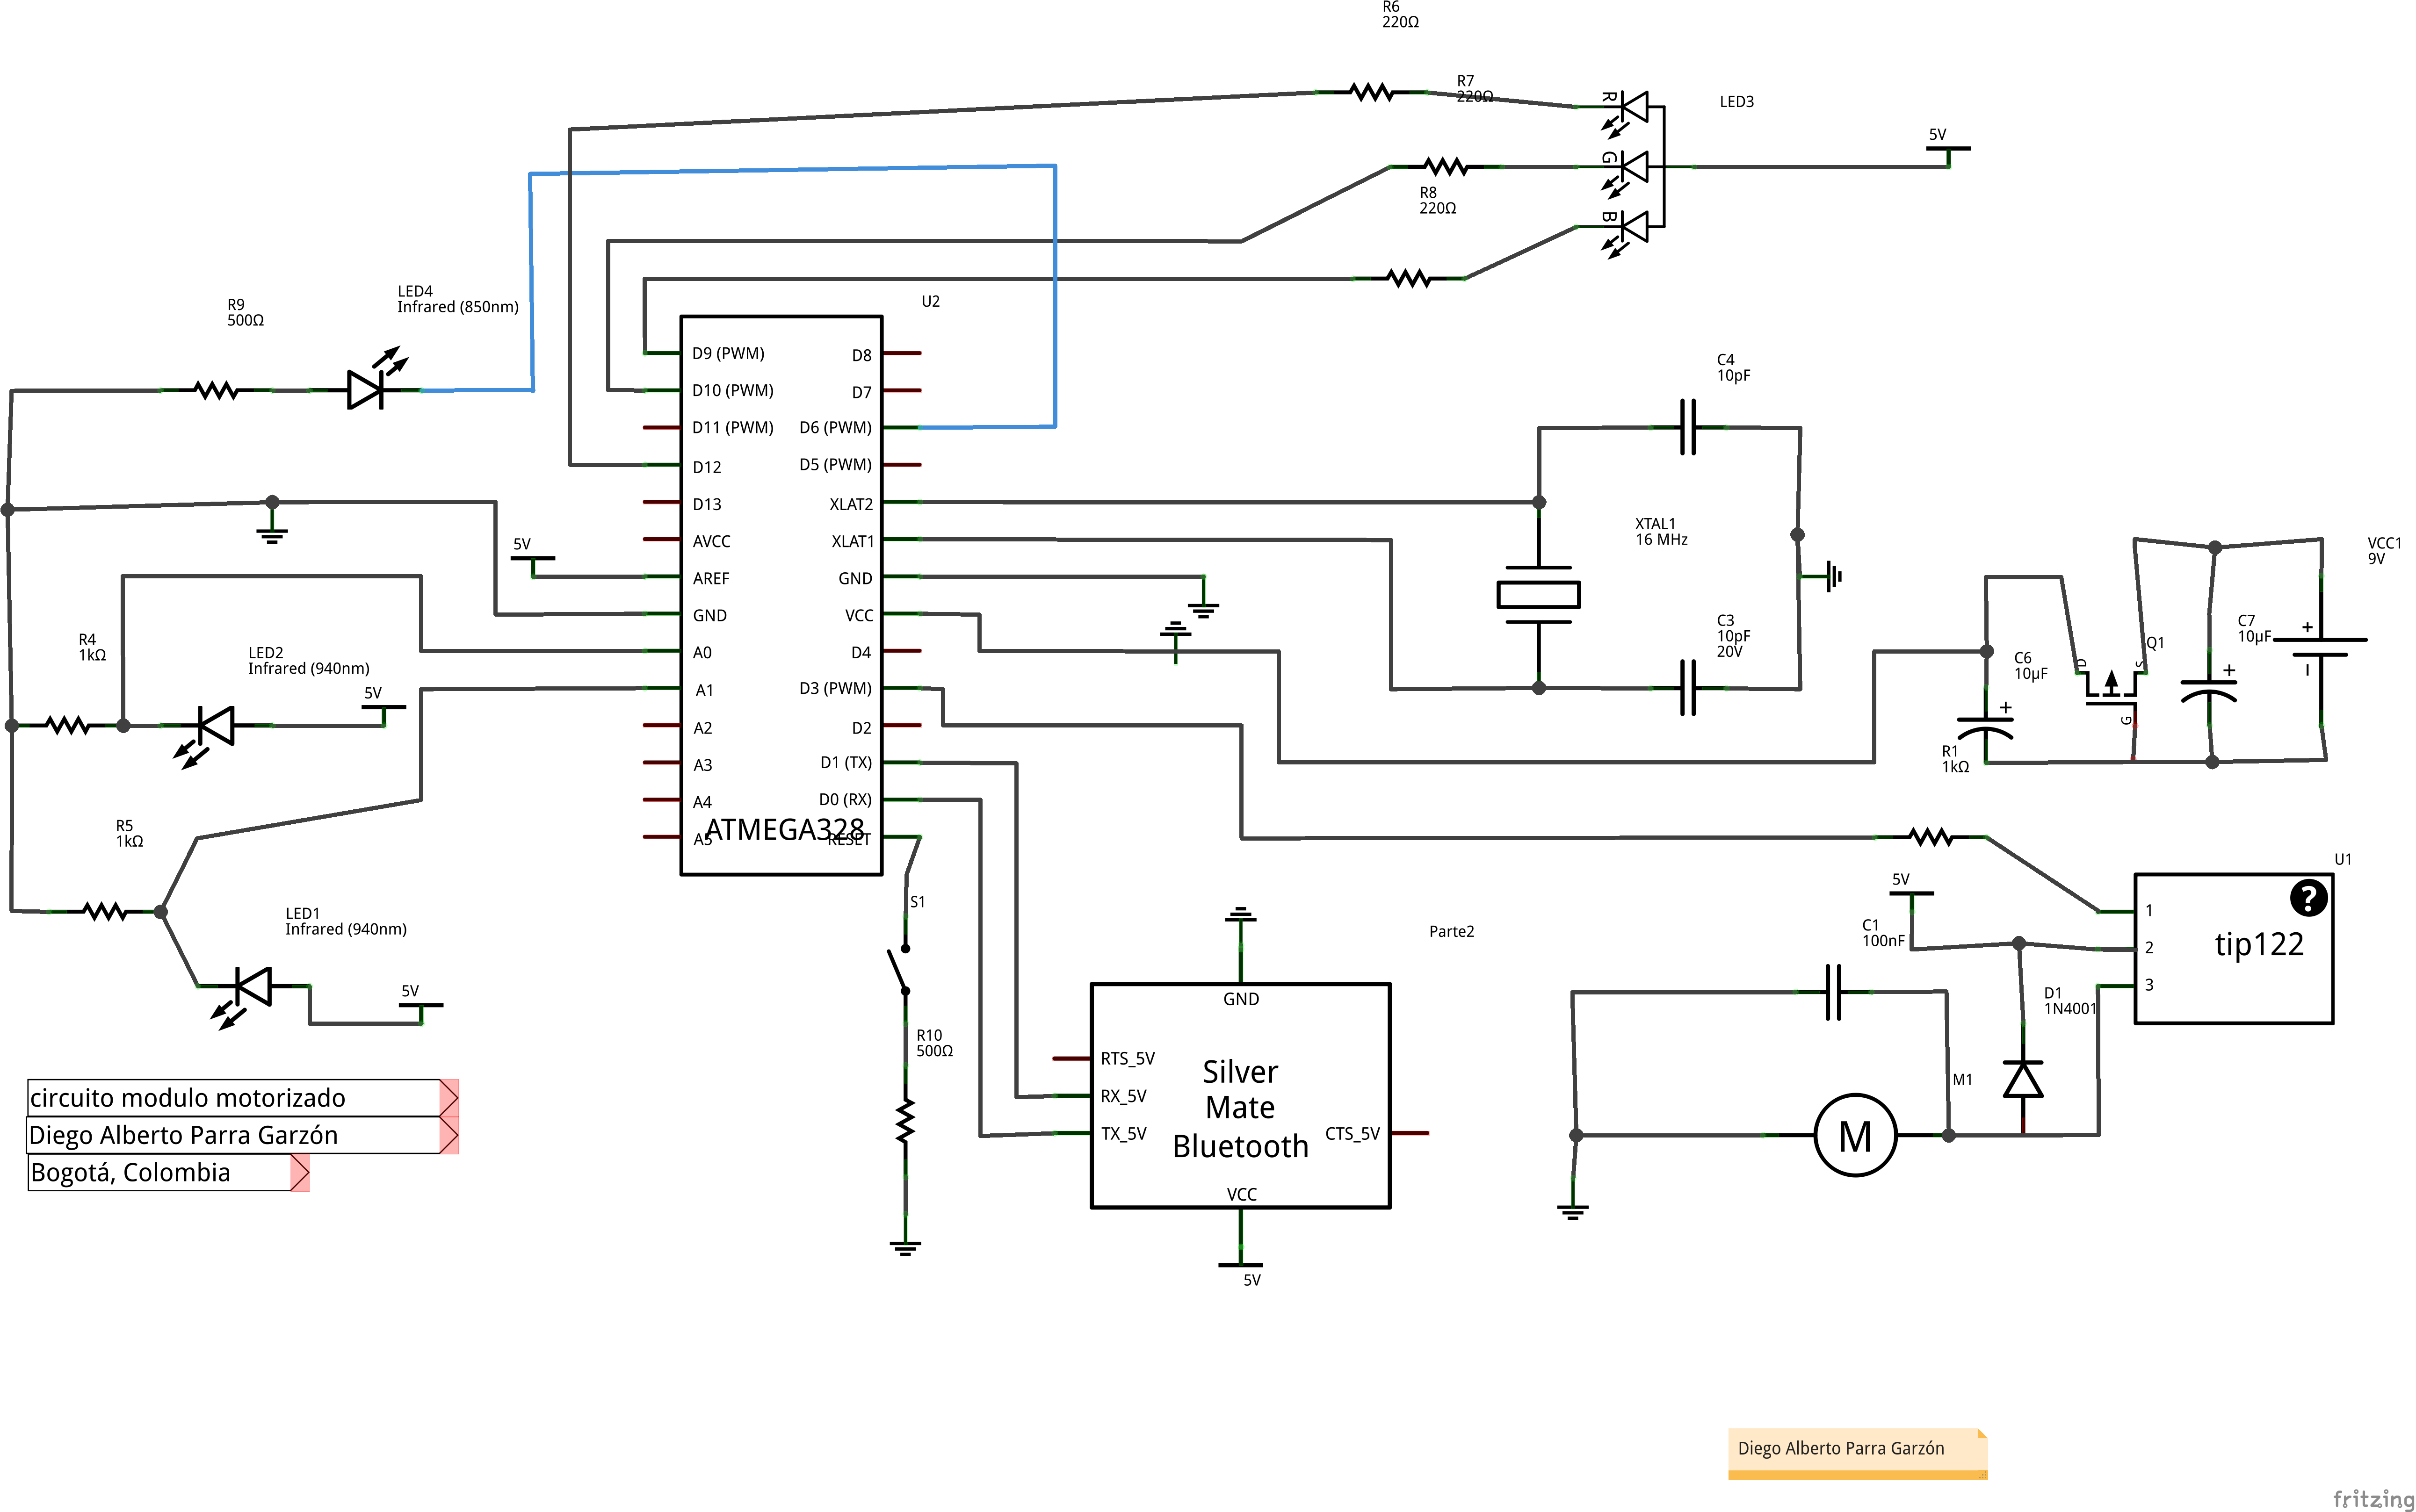 R6
220Ω
R7
220Ω
LED3
R
G
B
5V
R8
220Ω
LED4
Infrared (850nm)
R9
500Ω
U2
D9 (PWM)
D10 (PWM)
D11 (PWM)
D12
D13
AVCC
AREF
GND
A0
A1
A2
A3
A4
A5
D8
D7
D6 (PWM)
D5 (PWM)
XLAT2
XLAT1
GND
VCC
D4
D3 (PWM)
D2
D1 (TX)
D0 (RX)
RESET
ATMEGA328
5V
R4
1kΩ
LED2
Infrared (940nm)
5V
R5
1kΩ
LED1
Infrared (940nm)
5V
C4
10pF
XTAL1
16 MHz
C3
10pF
20V
VCC1
9V
+
C7
10µF
+
Q1
D
S
G
C6
10µF
+
R1
1kΩ
U1
?
tip122
1
2
3
5V
C1
100nF
D1
1N4001
M1
M
S1
R10
500Ω
Parte2
GND
RTS_5V
RX_5V
TX_5V
CTS_5V
VCC
Silver
Mate
Bluetooth
5V
circuito modulo motorizado
Diego Alberto Parra Garzón
Bogotá, Colombia
Diego Alberto Parra Garzón
fritzing